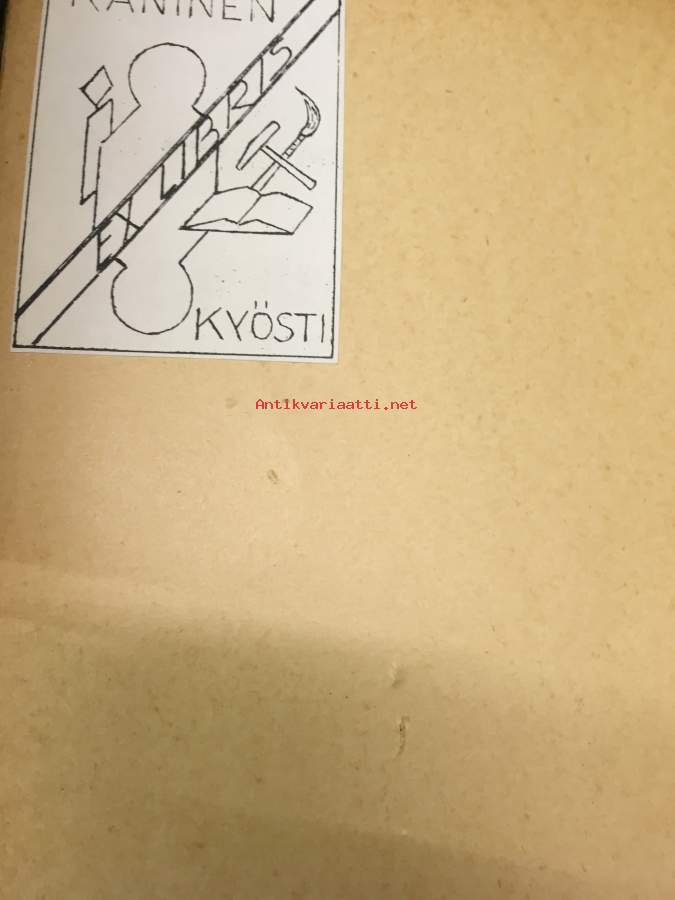 KANINEN
EX LIBRIS
KYÖSTI
Antikvariaatti.net